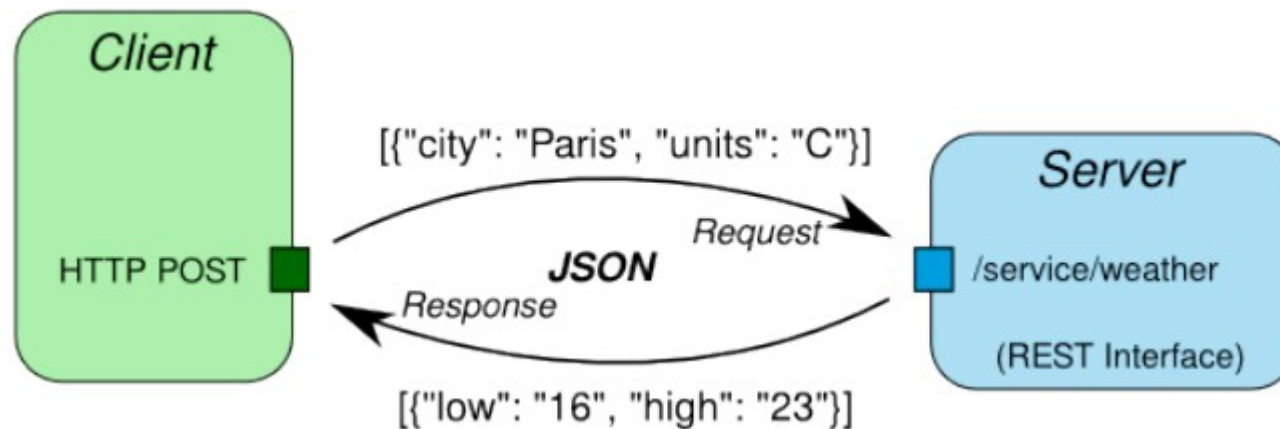 Client
[{"city": "Paris", "units": "C"}]
Server
Request
HTTP POST
JSON
/service/weather
Response
(REST Interface)
[{"low": "16", "high": "23"}]